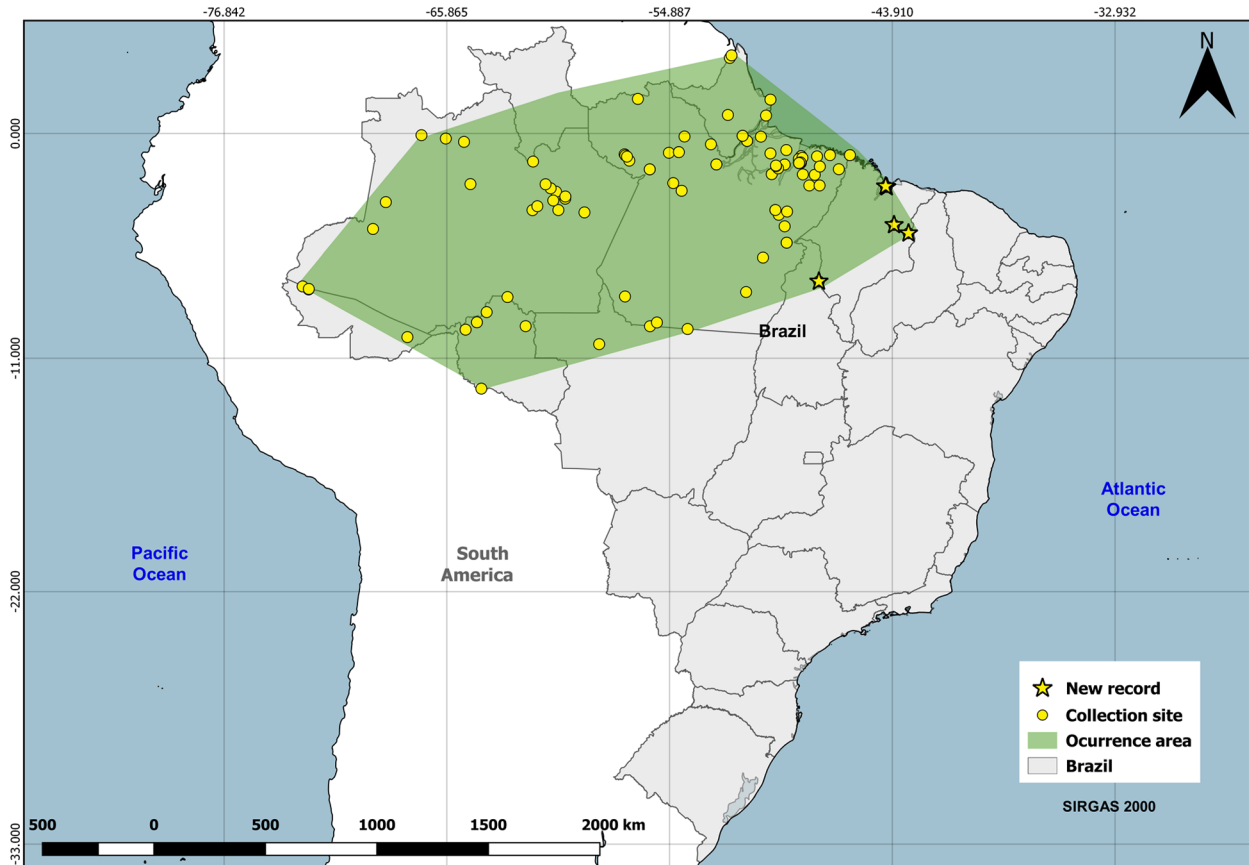 -76.842
-65.865
-54.887
-43.910
-32.932
N
0.000
-11.000
Brazil
Atlantic
Ocean
Pacific
Ocean
South
America
-22.000
New record
Collection site
Ocurrence area
Brazil
SIRGAS 2000
500
0
500
1000
1500
2000 km
-33.000